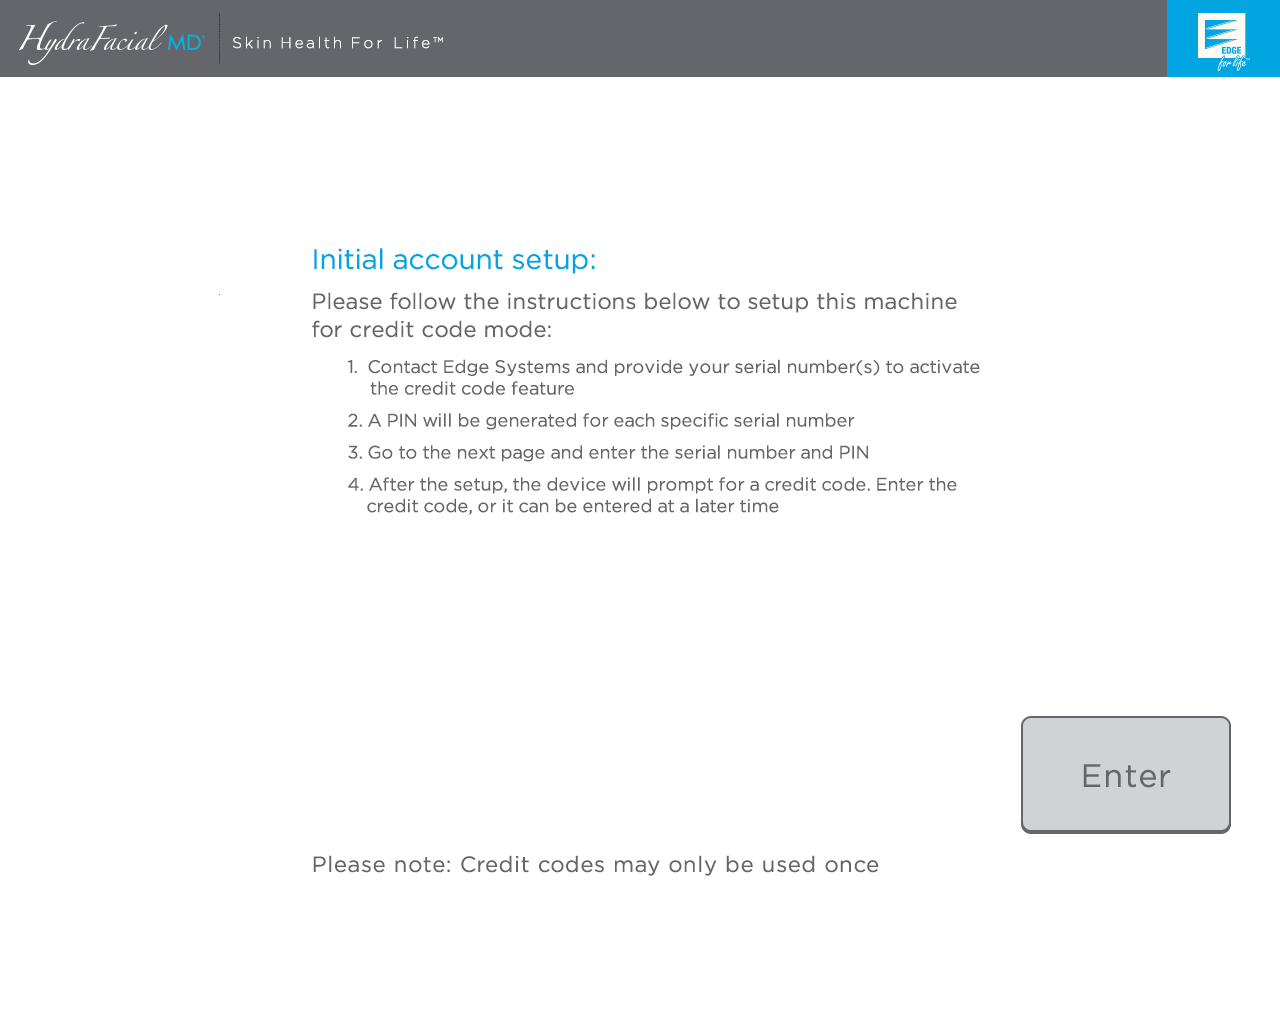 HydraFacial MD® Skin Health For Life™
EDGE
for life™
Initial account setup:
Please follow the instructions below to setup this machine
for credit code mode:
1. Contact Edge Systems and provide your serial number(s) to activate
the credit code feature
2. A PIN will be generated for each specific serial number
3. Go to the next page and enter the serial number and PIN
4. After the setup, the device will prompt for a credit code. Enter the
credit code, or it can be entered at a later time
Enter
Please note: Credit codes may only be used once